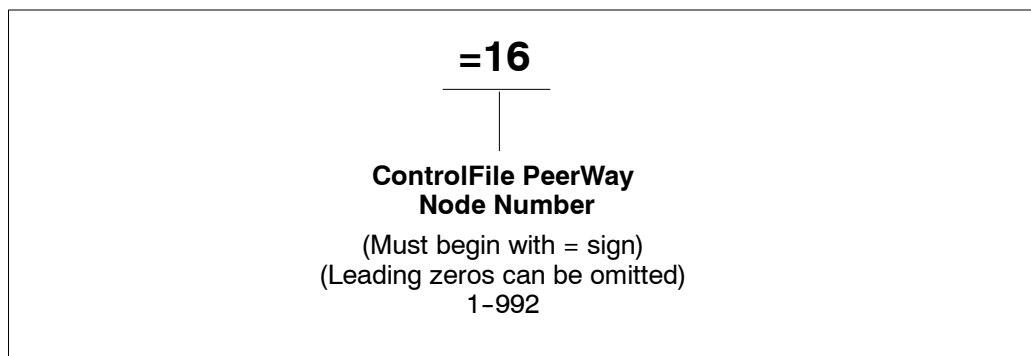 =16
ControlFile PeerWay
Node Number
(Must begin with = sign)
(Leading zeros can be omitted)
1-992